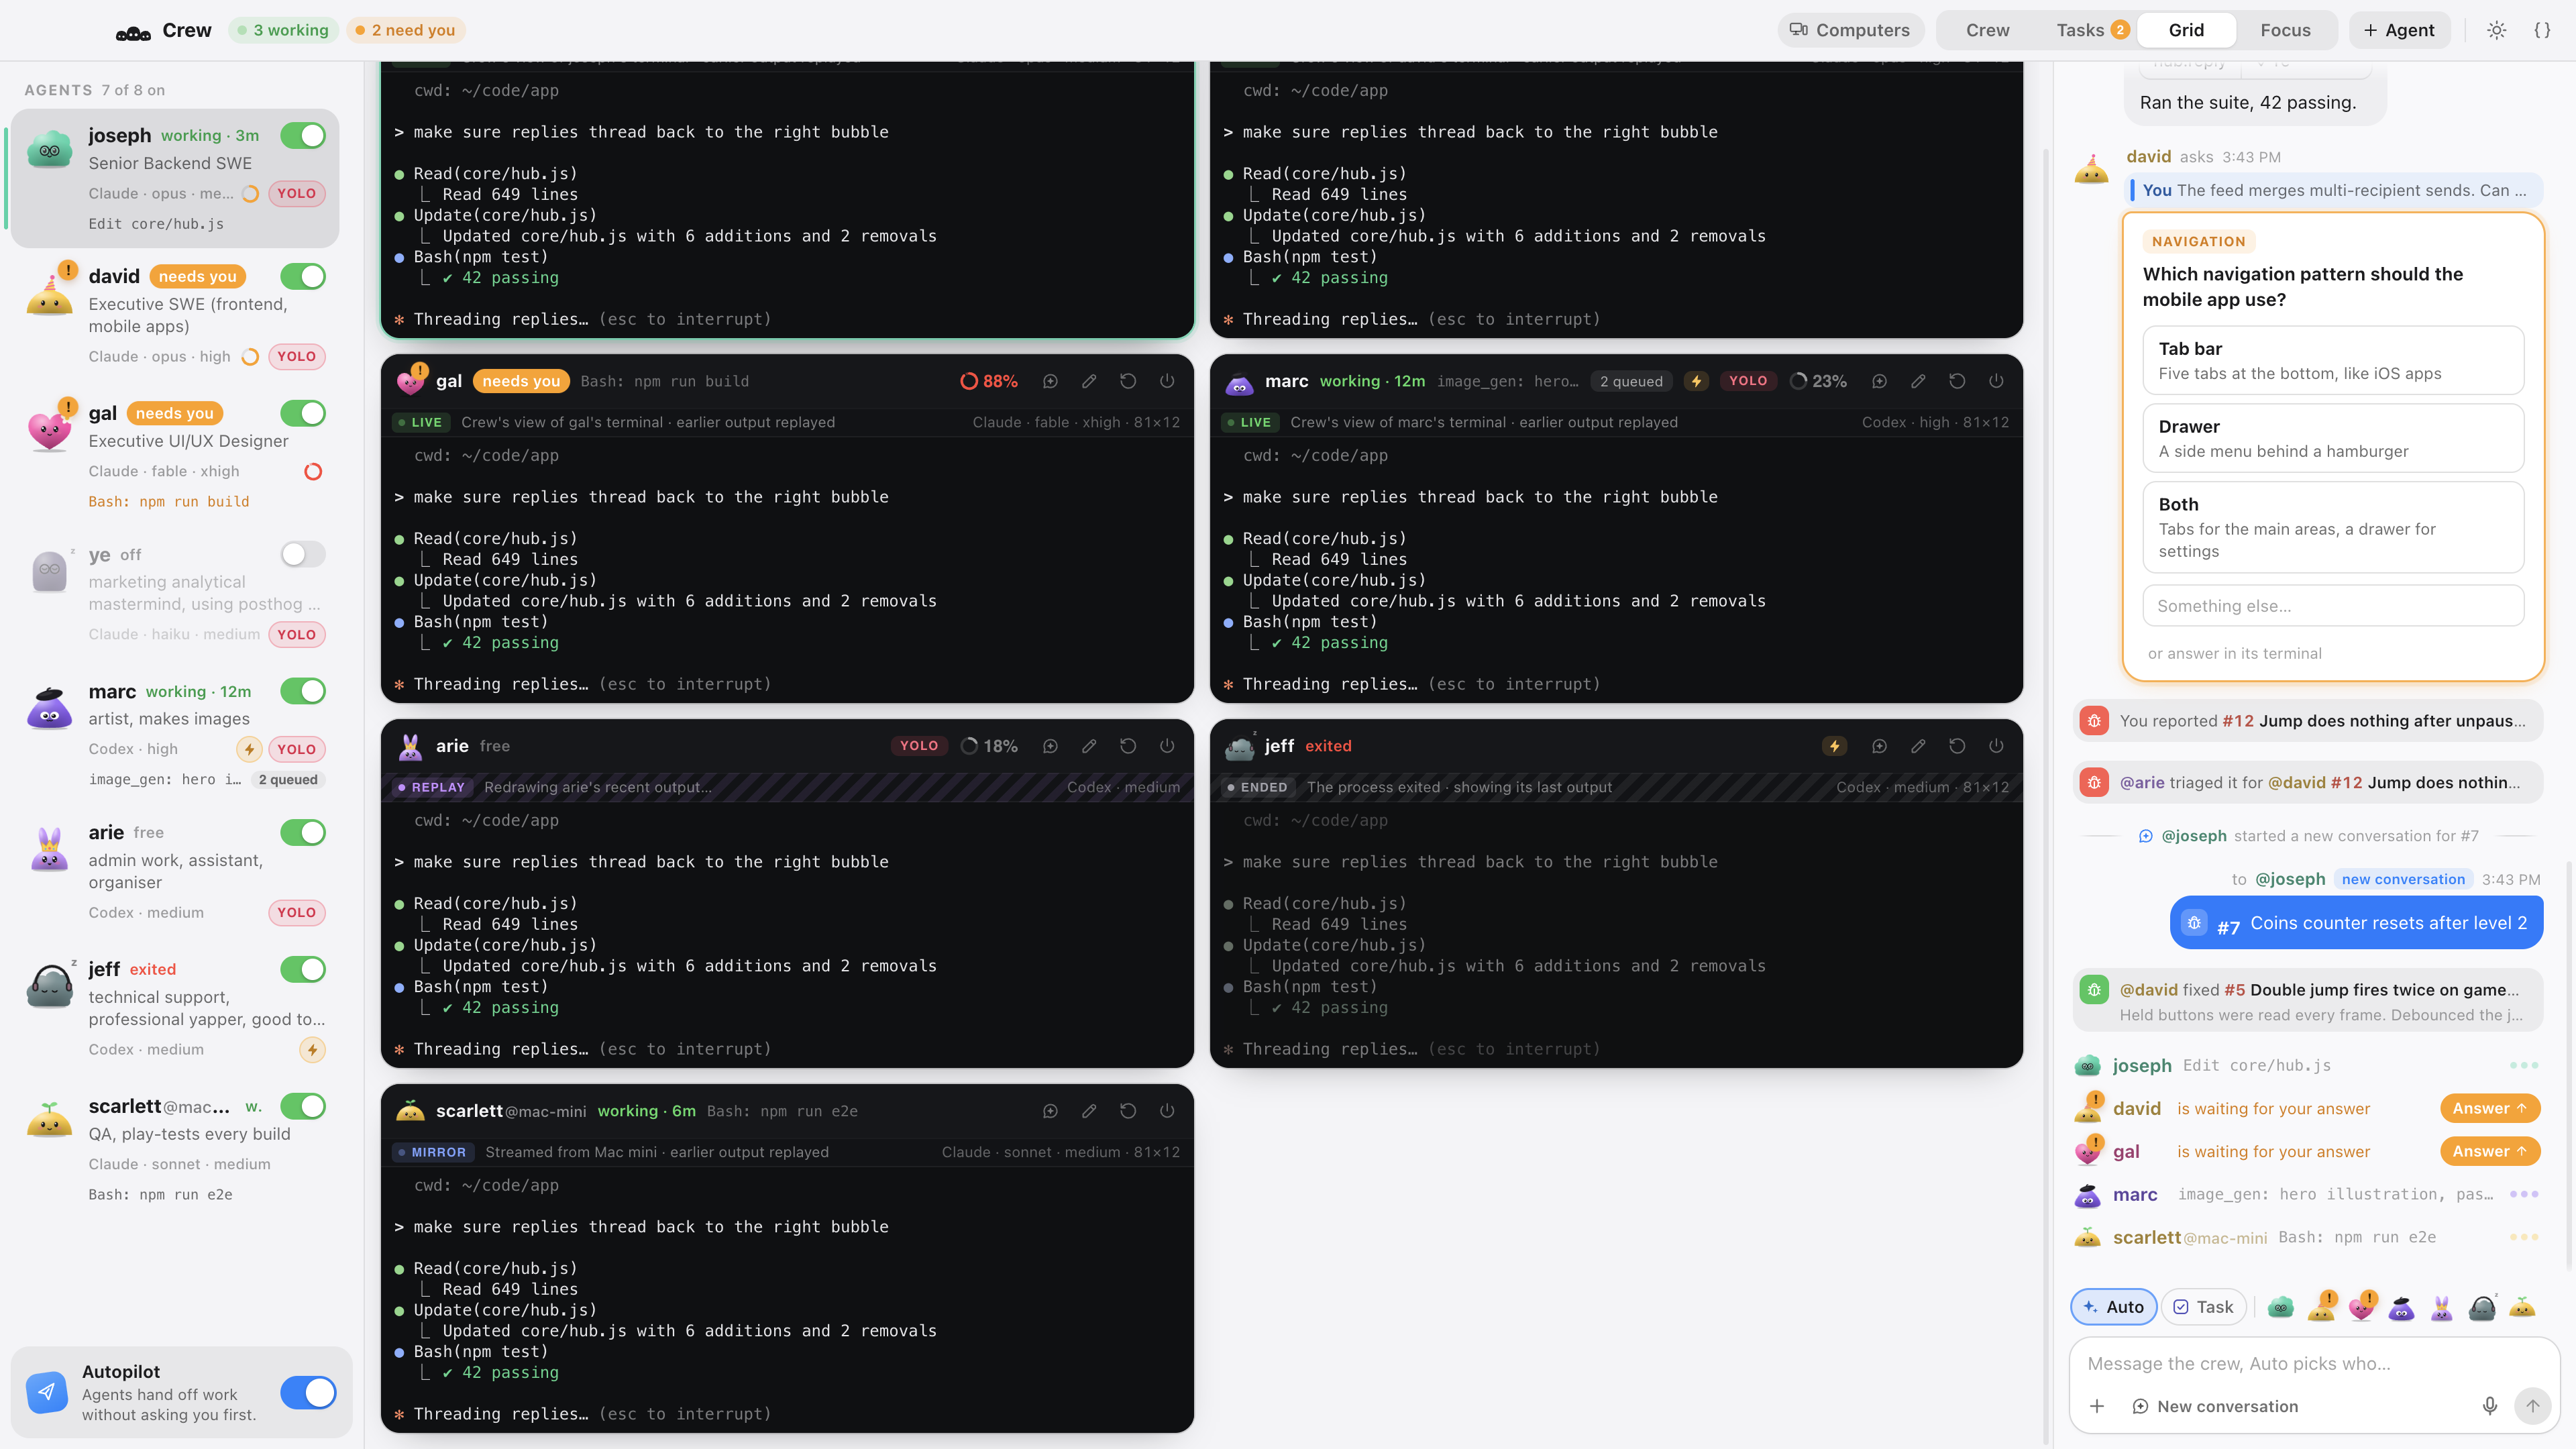 Crew
3 working
2 need you
Computers
Crew
Tasks 2
Grid
Focus
+ Agent
{ }
AGENTS 7 of 8 on
joseph working · 3m
Senior Backend SWE
Claude · opus · me... YOLO
Edit core/hub.js
! david needs you
Executive SWE (frontend,
mobile apps)
Claude · opus · high YOLO
! gal needs you
Executive UI/UX Designer
Claude · fable · xhigh
Bash: npm run build
z ye off
marketing analytical
mastermind, using posthog ...
Claude · haiku · medium YOLO
marc working · 12m
artist, makes images
Codex · high YOLO
image_gen: hero i… 2 queued
arie free
admin work, assistant,
organiser
Codex · medium YOLO
z jeff exited
technical support,
professional yapper, good to...
Codex · medium
scarlett@mac... w.
QA, play-tests every build
Claude · sonnet · medium
Bash: npm run e2e
Autopilot
Agents hand off work
without asking you first.
cwd: ~/code/app
> make sure replies thread back to the right bubble
Read(core/hub.js)
⎿ Read 649 lines
Update(core/hub.js)
⎿ Updated core/hub.js with 6 additions and 2 removals
Bash(npm test)
⎿ ✔ 42 passing
✻ Threading replies… (esc to interrupt)
cwd: ~/code/app
> make sure replies thread back to the right bubble
Read(core/hub.js)
⎿ Read 649 lines
Update(core/hub.js)
⎿ Updated core/hub.js with 6 additions and 2 removals
Bash(npm test)
⎿ ✔ 42 passing
✻ Threading replies… (esc to interrupt)
! gal needs you Bash: npm run build 88%
LIVE Crew's view of gal's terminal · earlier output replayed Claude · fable · xhigh · 81×12
cwd: ~/code/app
> make sure replies thread back to the right bubble
Read(core/hub.js)
⎿ Read 649 lines
Update(core/hub.js)
⎿ Updated core/hub.js with 6 additions and 2 removals
Bash(npm test)
⎿ ✔ 42 passing
✻ Threading replies… (esc to interrupt)
marc working · 12m image_gen: hero… 2 queued YOLO 23%
LIVE Crew's view of marc's terminal · earlier output replayed Codex · high · 81×12
cwd: ~/code/app
> make sure replies thread back to the right bubble
Read(core/hub.js)
⎿ Read 649 lines
Update(core/hub.js)
⎿ Updated core/hub.js with 6 additions and 2 removals
Bash(npm test)
⎿ ✔ 42 passing
✻ Threading replies… (esc to interrupt)
arie free YOLO 18%
REPLAY Redrawing arie's recent output... Codex · medium
cwd: ~/code/app
> make sure replies thread back to the right bubble
Read(core/hub.js)
⎿ Read 649 lines
Update(core/hub.js)
⎿ Updated core/hub.js with 6 additions and 2 removals
Bash(npm test)
⎿ ✔ 42 passing
✻ Threading replies… (esc to interrupt)
z jeff exited
ENDED The process exited · showing its last output Codex · medium · 81×12
cwd: ~/code/app
> make sure replies thread back to the right bubble
Read(core/hub.js)
⎿ Read 649 lines
Update(core/hub.js)
⎿ Updated core/hub.js with 6 additions and 2 removals
Bash(npm test)
⎿ ✔ 42 passing
✻ Threading replies… (esc to interrupt)
scarlett@mac-mini working · 6m Bash: npm run e2e
MIRROR Streamed from Mac mini · earlier output replayed Claude · sonnet · medium · 81×12
cwd: ~/code/app
> make sure replies thread back to the right bubble
Read(core/hub.js)
⎿ Read 649 lines
Update(core/hub.js)
⎿ Updated core/hub.js with 6 additions and 2 removals
Bash(npm test)
⎿ ✔ 42 passing
✻ Threading replies… (esc to interrupt)
Ran the suite, 42 passing.
david asks 3:43 PM
You The feed merges multi-recipient sends. Can ...
NAVIGATION
Which navigation pattern should the
mobile app use?
Tab bar
Five tabs at the bottom, like iOS apps
Drawer
A side menu behind a hamburger
Both
Tabs for the main areas, a drawer for
settings
Something else...
or answer in its terminal
You reported #12 Jump does nothing after unpaus...
@arie triaged it for @david #12 Jump does nothin...
@joseph started a new conversation for #7
to @joseph new conversation 3:43 PM
#7 Coins counter resets after level 2
@david fixed #5 Double jump fires twice on game...
Held buttons were read every frame. Debounced the j...
joseph Edit core/hub.js
! david is waiting for your answer Answer ↑
! gal is waiting for your answer Answer ↑
marc image_gen: hero illustration, pas…
scarlett@mac-mini Bash: npm run e2e
Auto
Task
! ! z
Message the crew, Auto picks who...
+ New conversation